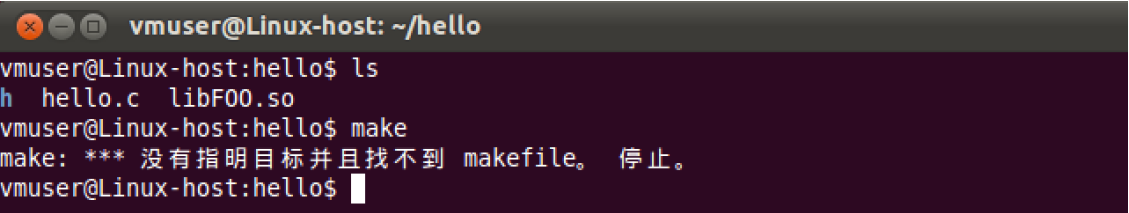 vmuser@Linux-host: ~/hello
vmuser@Linux-host:hello$ ls
h  hello.c  libFOO.so
vmuser@Linux-host:hello$ make
make: *** 没有指明目标并且找不到 makefile。 停止。
vmuser@Linux-host:hello$